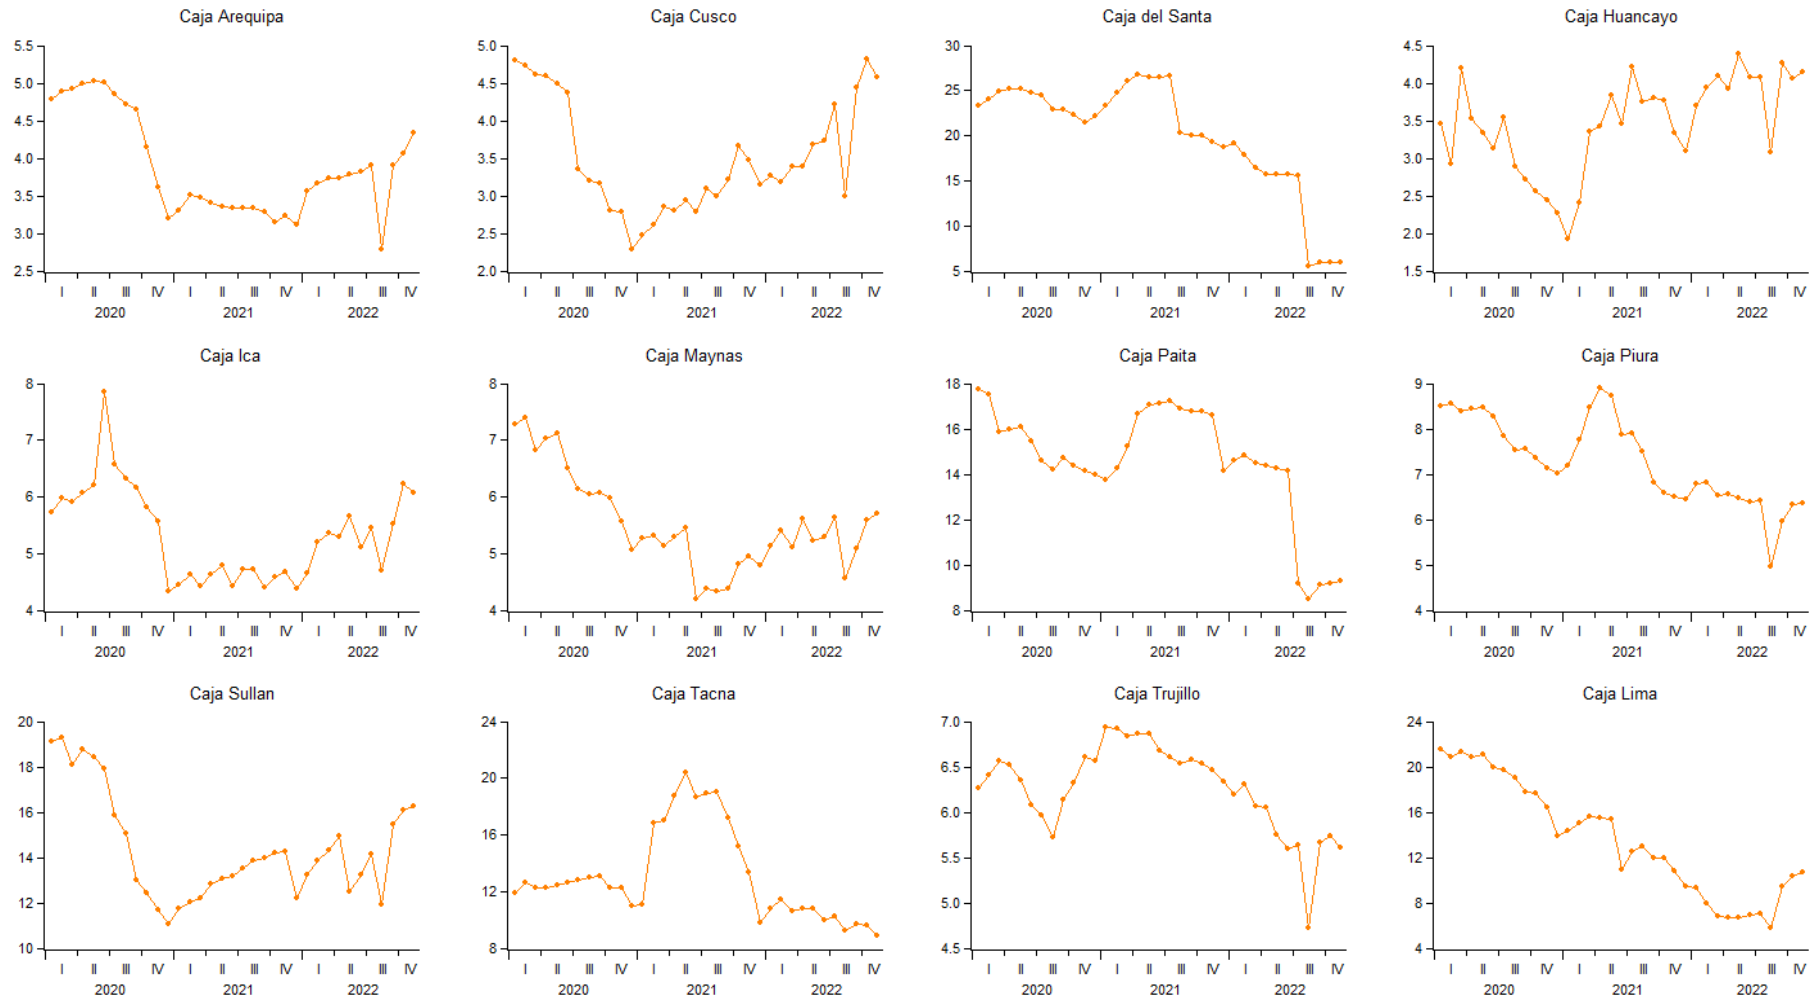 Caja Arequipa
5.5
5.0
4.5
4.0
3.5
3.0
2.5
I II III IV I II III IV I II III IV
2020 2021 2022
Caja Cusco
5.0
4.5
4.0
3.5
3.0
2.5
2.0
I II III IV I II III IV I II III IV
2020 2021 2022
Caja del Santa
30
25
20
15
10
5
I II III IV I II III IV I II III IV
2020 2021 2022
Caja Huancayo
4.5
4.0
3.5
3.0
2.5
2.0
1.5
I II III IV I II III IV I II III IV
2020 2021 2022
Caja Ica
8
7
6
5
4
I II III IV I II III IV I II III IV
2020 2021 2022
Caja Maynas
8
7
6
5
4
I II III IV I II III IV I II III IV
2020 2021 2022
Caja Paita
18
16
14
12
10
8
I II III IV I II III IV I II III IV
2020 2021 2022
Caja Piura
9
8
7
6
5
4
I II III IV I II III IV I II III IV
2020 2021 2022
Caja Sullan
20
18
16
14
12
10
I II III IV I II III IV I II III IV
2020 2021 2022
Caja Tacna
24
20
16
12
8
I II III IV I II III IV I II III IV
2020 2021 2022
Caja Trujillo
7.0
6.5
6.0
5.5
5.0
4.5
I II III IV I II III IV I II III IV
2020 2021 2022
Caja Lima
24
20
16
12
8
4
I II III IV I II III IV I II III IV
2020 2021 2022